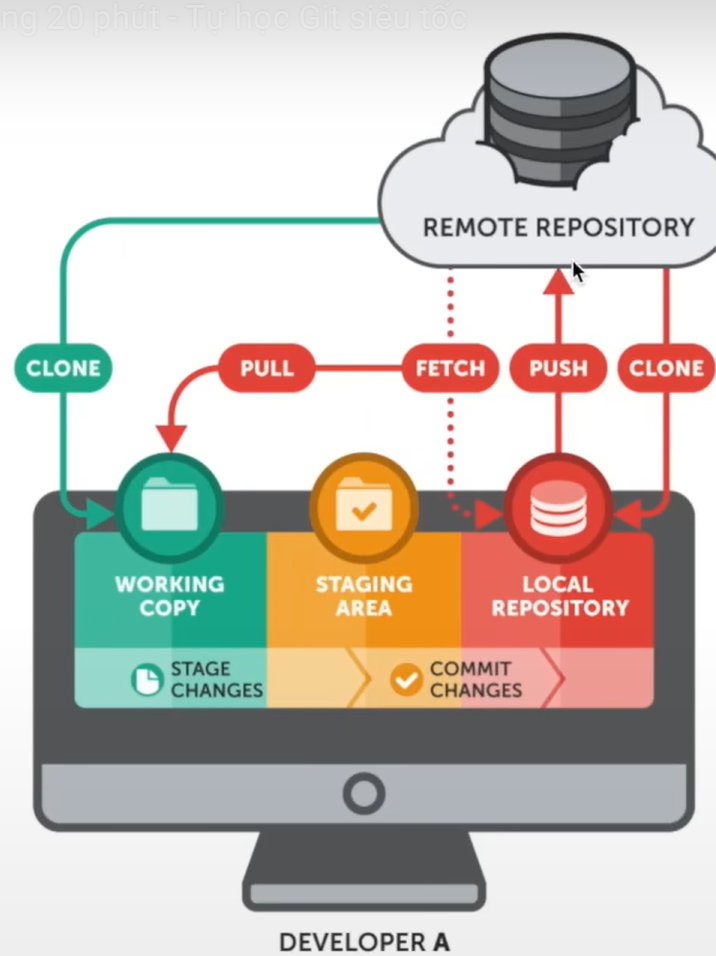 ng 20 phút - Tự học Git siêu tốc
REMOTE REPOSITORY
CLONE
PULL
FETCH
PUSH
CLONE
WORKING
COPY
STAGING
AREA
LOCAL
REPOSITORY
STAGE
CHANGES
COMMIT
CHANGES
DEVELOPER A